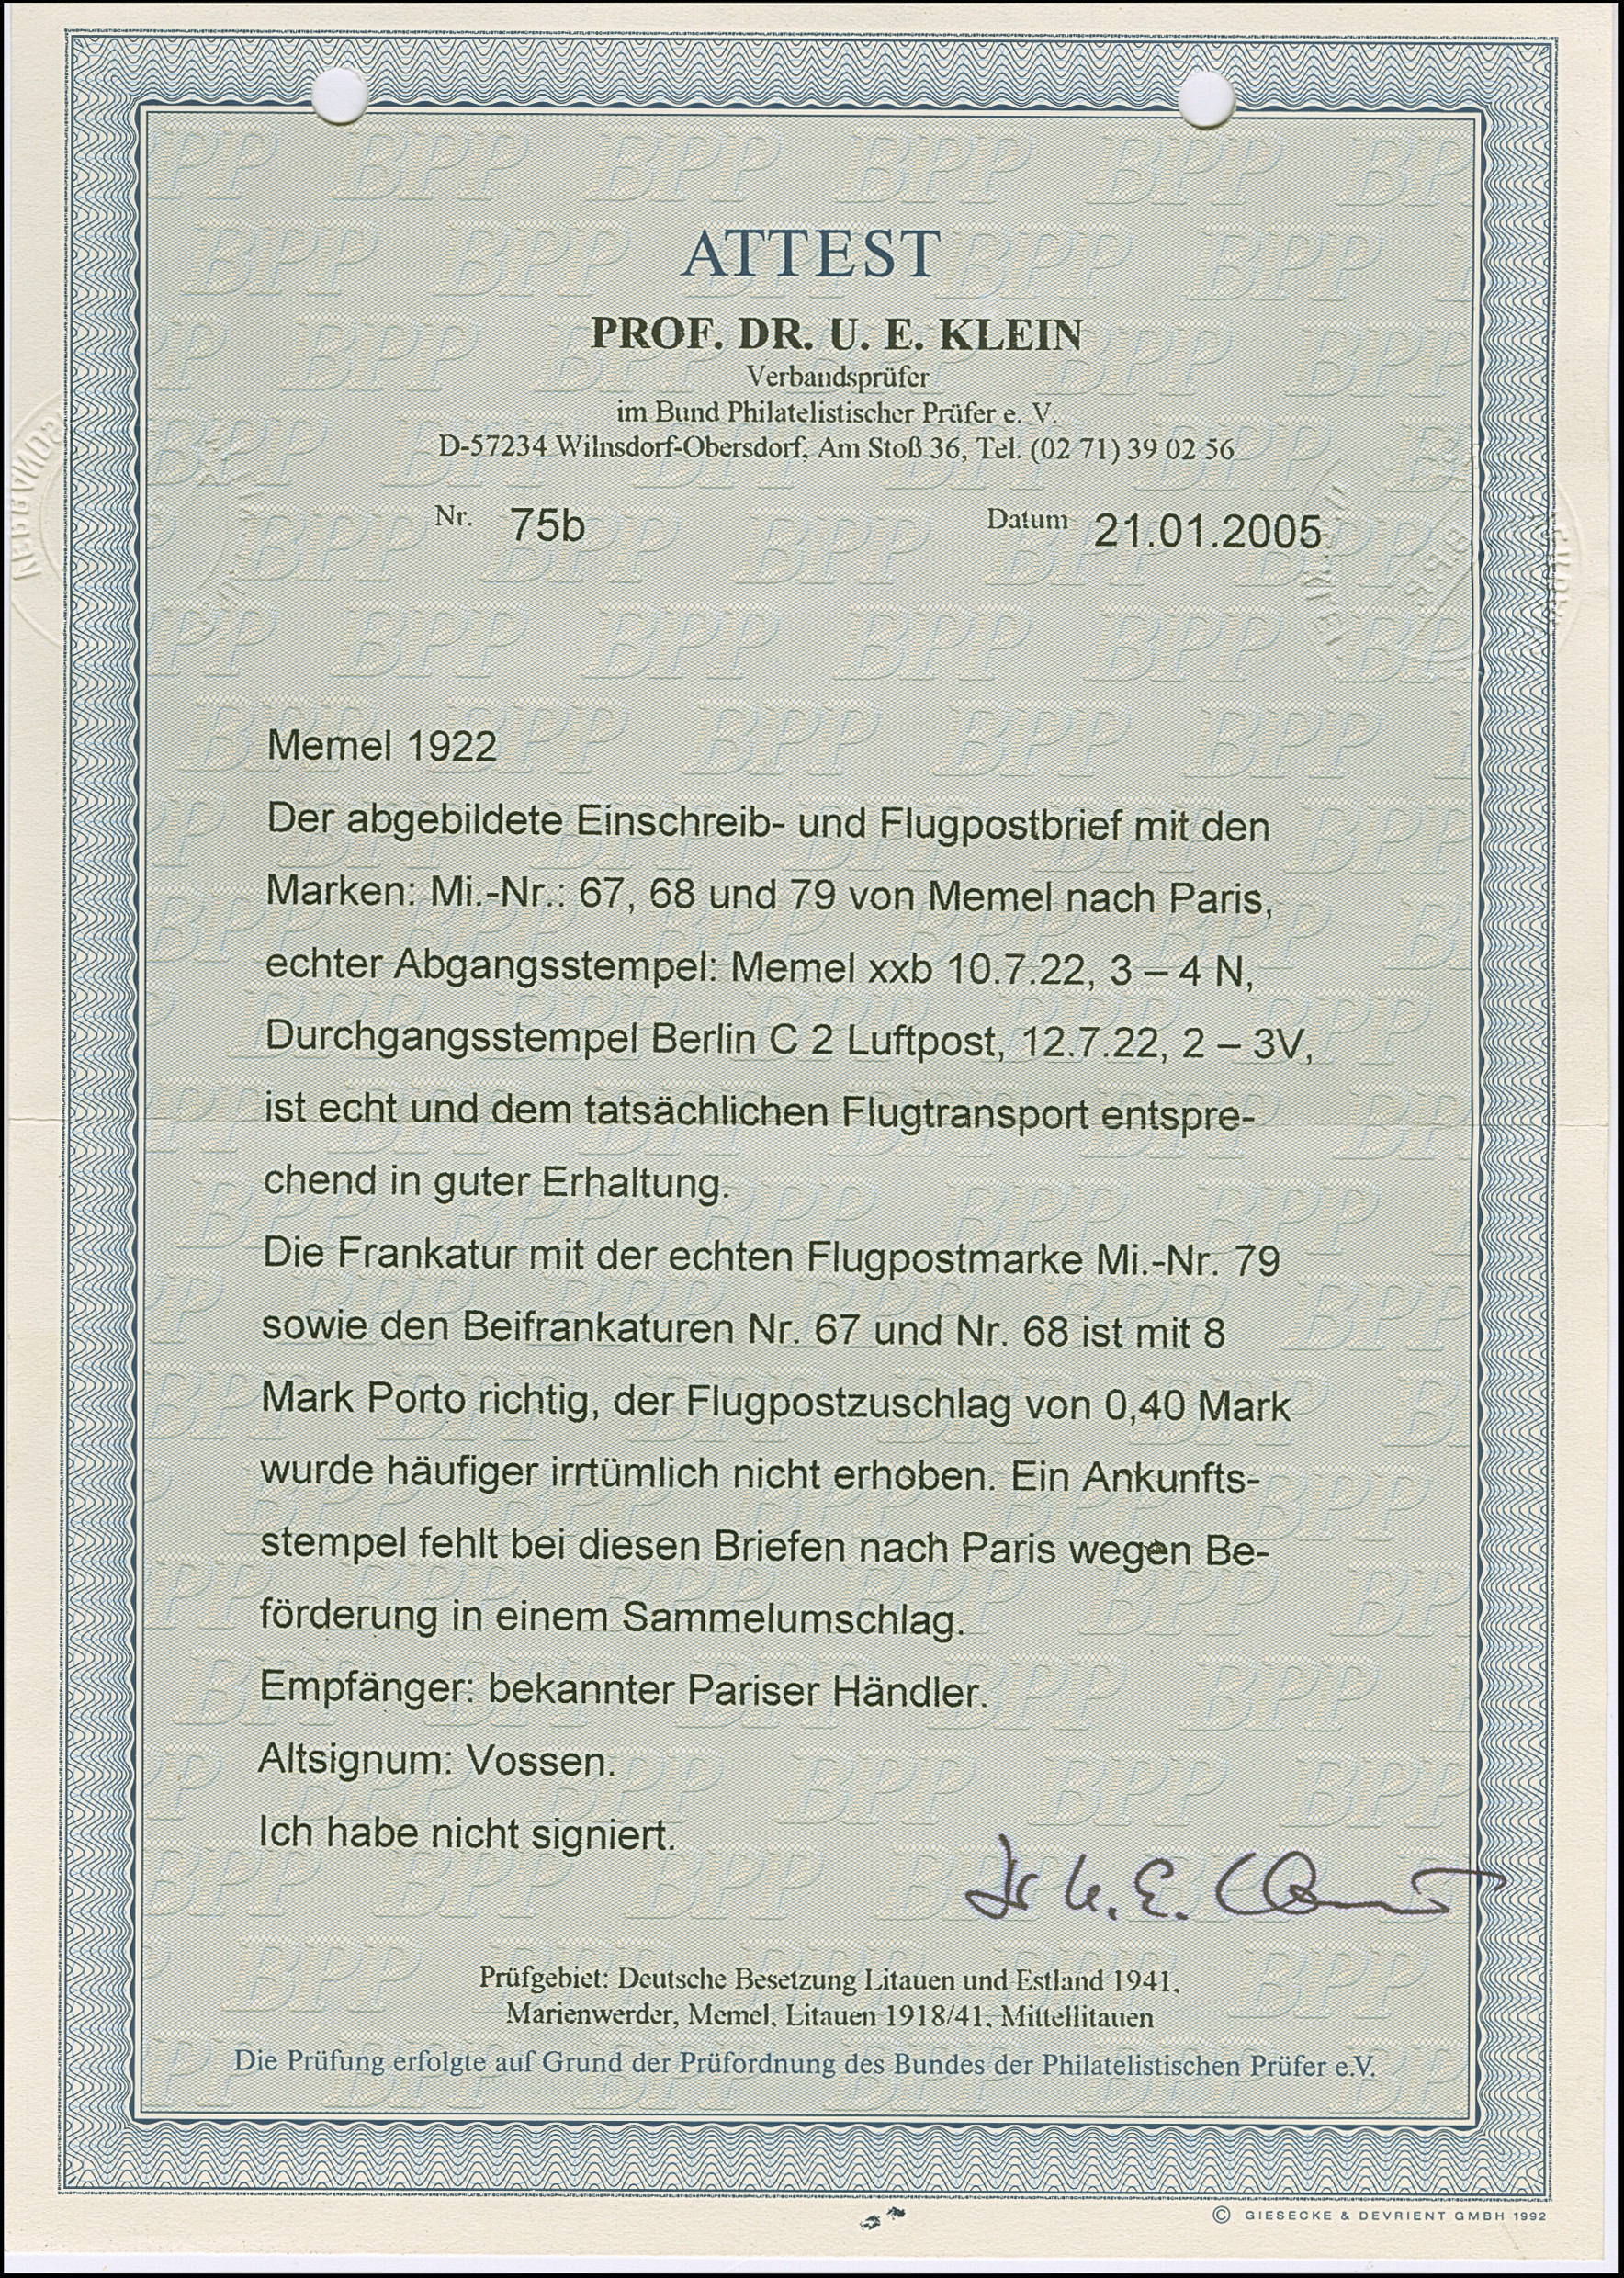 ATTEST
PROF. DR. U. E. KLEIN
Verbandsprüfer
im Bund Philatelistischer Prüfer e. V.
D-57234 Wilnsdorf-Obersdorf, Am Stoß 36, Tel. (02 71) 39 02 56
Nr. 75b Datum 21.01.2005
Memel 1922
Der abgebildete Einschreib- und Flugpostbrief mit den
Marken: Mi.-Nr.: 67, 68 und 79 von Memel nach Paris,
echter Abgangsstempel: Memel xxb 10.7.22, 3 – 4 N,
Durchgangsstempel Berlin C 2 Luftpost, 12.7.22, 2 – 3V,
ist echt und dem tatsächlichen Flugtransport entspre-
chend in guter Erhaltung.
Die Frankatur mit der echten Flugpostmarke Mi.-Nr. 79
sowie den Beifrankaturen Nr. 67 und Nr. 68 ist mit 8
Mark Porto richtig, der Flugpostzuschlag von 0,40 Mark
wurde häufiger irrtümlich nicht erhoben. Ein Ankunfts-
stempel fehlt bei diesen Briefen nach Paris wegen Be-
förderung in einem Sammelumschlag.
Empfänger: bekannter Pariser Händler.
Altsignum: Vossen.
Ich habe nicht signiert.
Dr U. E. Klein
Prüfgebiet: Deutsche Besetzung Litauen und Estland 1941,
Marienwerder, Memel, Litauen 1918/41, Mittellitauen
Die Prüfung erfolgte auf Grund der Prüfordnung des Bundes der Philatelistischen Prüfer e.V.
© GIESECKE & DEVRIENT GMBH 1992